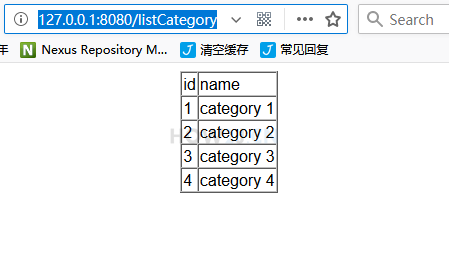 127.0.0.1:8080/listCategory
Search
年 Nexus Repository M... 清空缓存 常见回复
id name
1 category 1
2 category 2
3 category 3
4 category 4